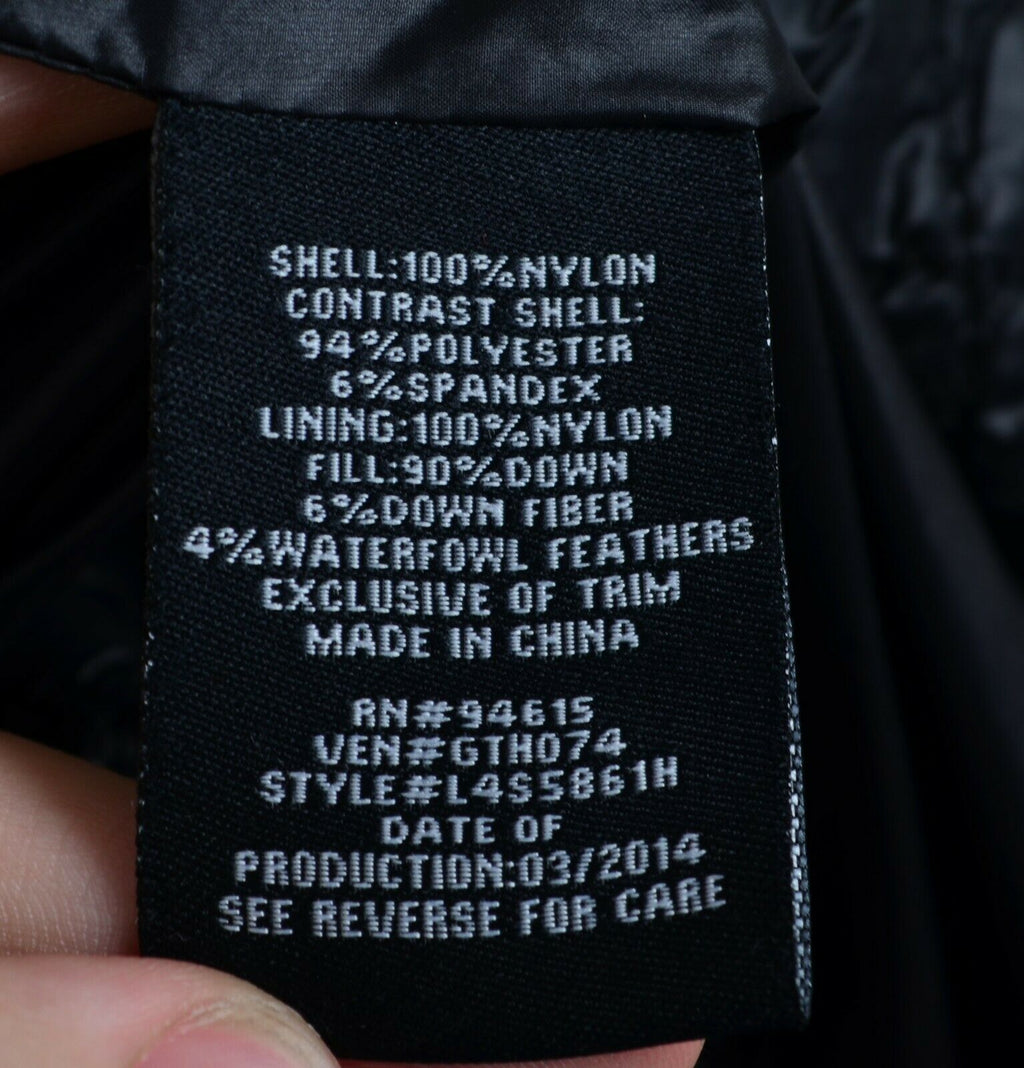 SHELL:100%NYLON
CONTRAST SHELL:
94%POLYESTER
6%SPANDEX
LINING:100%NYLON
FILL:90%DOWN
6%DOWN FIBER
4%WATERFOWL FEATHERS
EXCLUSIVE OF TRIM
MADE IN CHINA
RN#94615
VEN#GTH074
STYLE#L4S5861H
DATE OF
PRODUCTION:03/2014
SEE REVERSE FOR CARE